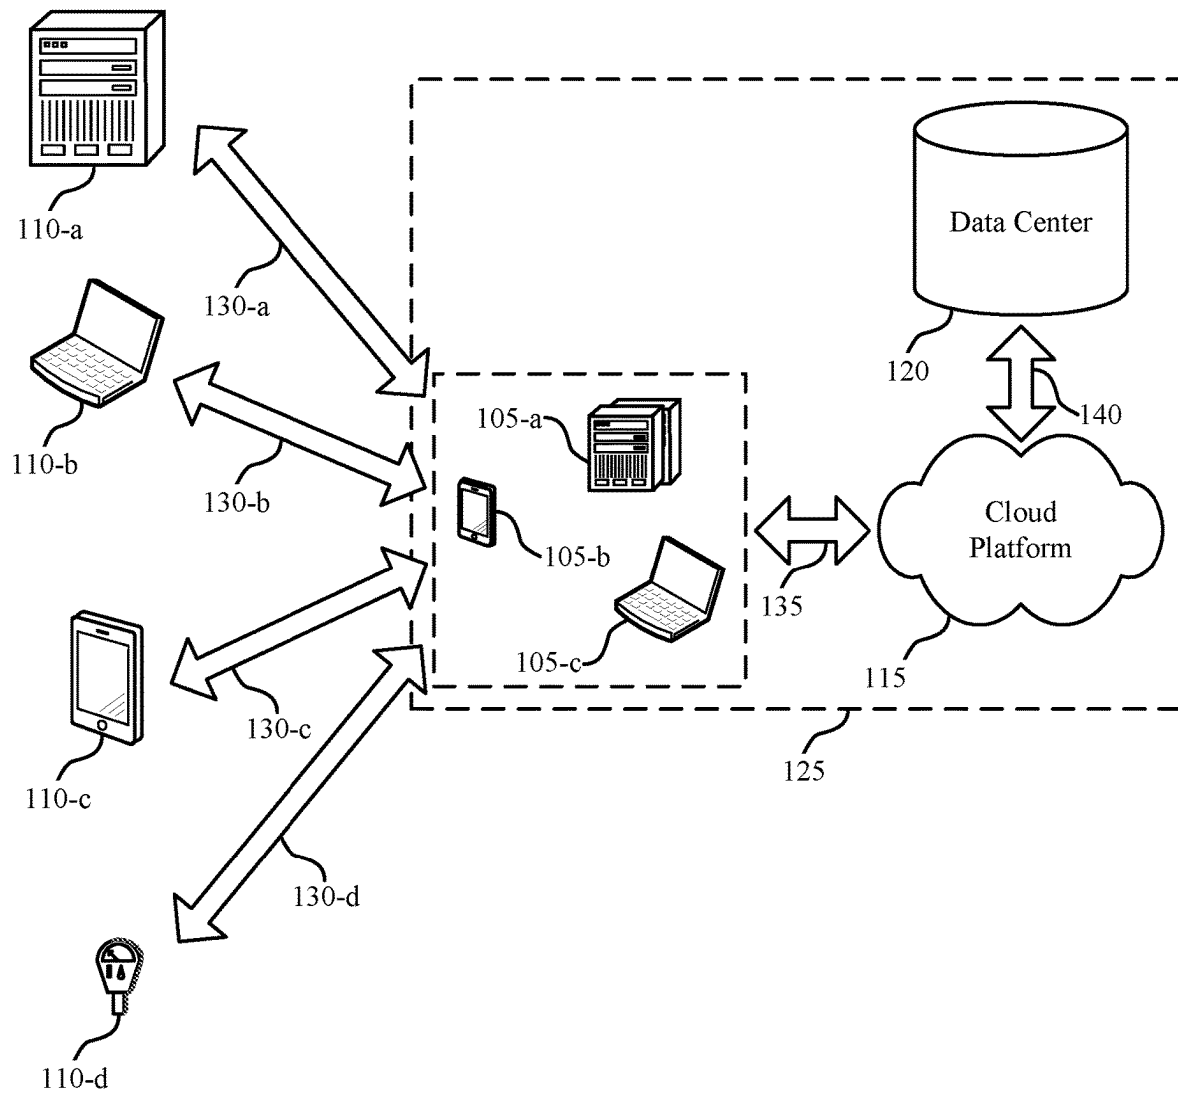 110-a
Data Center
130-a
120
140
105-a
110-b
130-b
Cloud
Platform
105-b
135
105-c
115
130-c
125
110-c
130-d
110-d